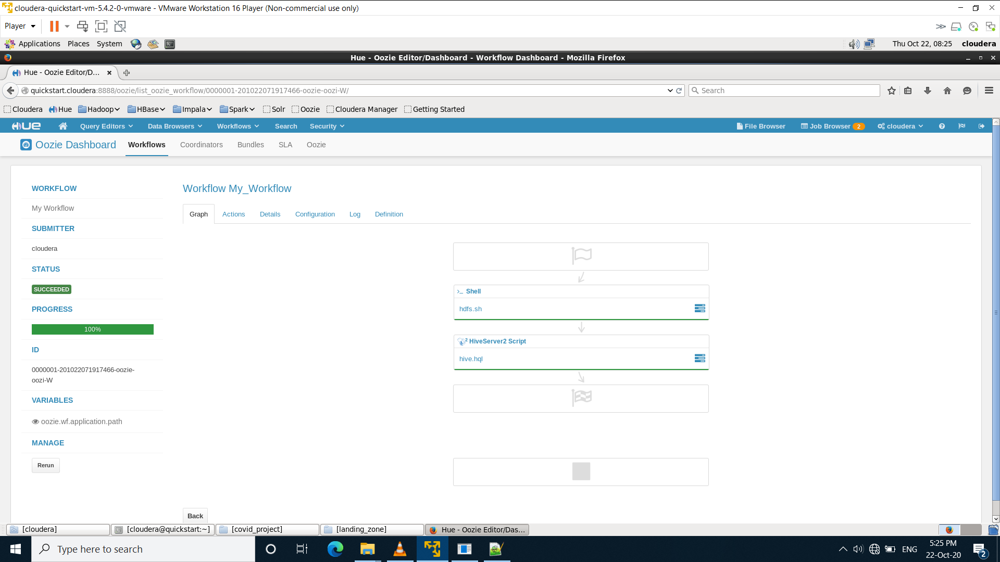 cloudera-quickstart-vm-5.4.2-0-vmware - VMware Workstation 16 Player (Non-commercial use only)
Player
Applications Places System Thu Oct 22, 08:25 cloudera
Hue - Oozie Editor/Dashboard - Workflow Dashboard - Mozilla Firefox
Hue - Oozie Editor/D...
quickstart.cloudera:8888/oozie/list_oozie_workflow/0000001-201022071917466-oozie-oozi-W/ Search
Cloudera Hue Hadoop HBase Impala Spark Solr Oozie Cloudera Manager Getting Started
HUE Query Editors Data Browsers Workflows Search Security File Browser Job Browser 2 cloudera
Oozie Dashboard Workflows Coordinators Bundles SLA Oozie
WORKFLOW
My Workflow
SUBMITTER
cloudera
STATUS
SUCCEEDED
PROGRESS
100%
ID
0000001-201022071917466-oozie-
oozi-W
VARIABLES
oozie.wf.application.path
MANAGE
Rerun
Workflow My_Workflow
Graph Actions Details Configuration Log Definition
Shell
hdfs.sh
2 HiveServer2 Script
hive.hql
Back
[cloudera] [cloudera@quickstart:~] [covid_project] [landing_zone] Hue - Oozie Editor/Das...
Type here to search
ENG
5:25 PM
22-Oct-20
2